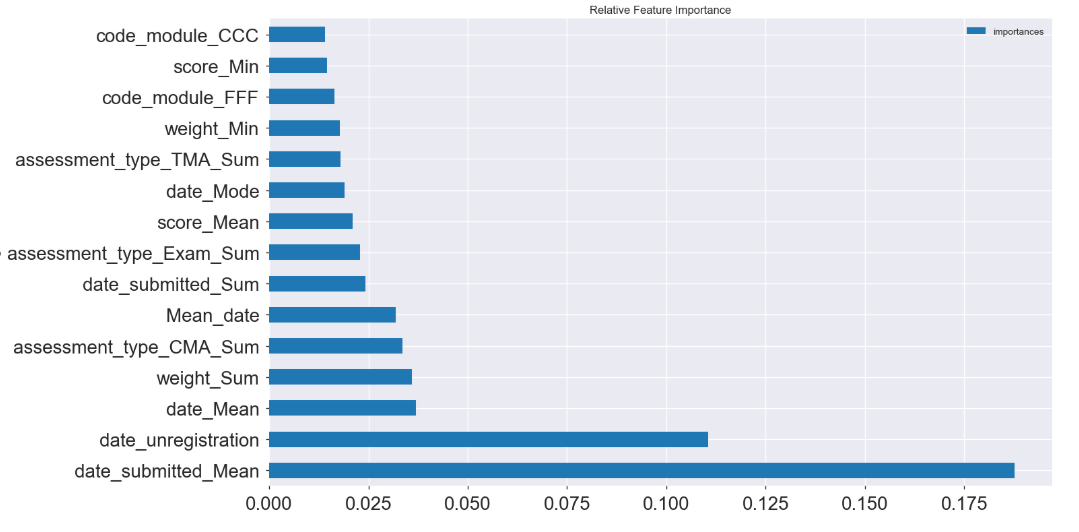 Relative Feature Importance
importances
code_module_CCC
score_Min
code_module_FFF
weight_Min
assessment_type_TMA_Sum
date_Mode
score_Mean
assessment_type_Exam_Sum
date_submitted_Sum
Mean_date
assessment_type_CMA_Sum
weight_Sum
date_Mean
date_unregistration
date_submitted_Mean
0.000 0.025 0.050 0.075 0.100 0.125 0.150 0.175